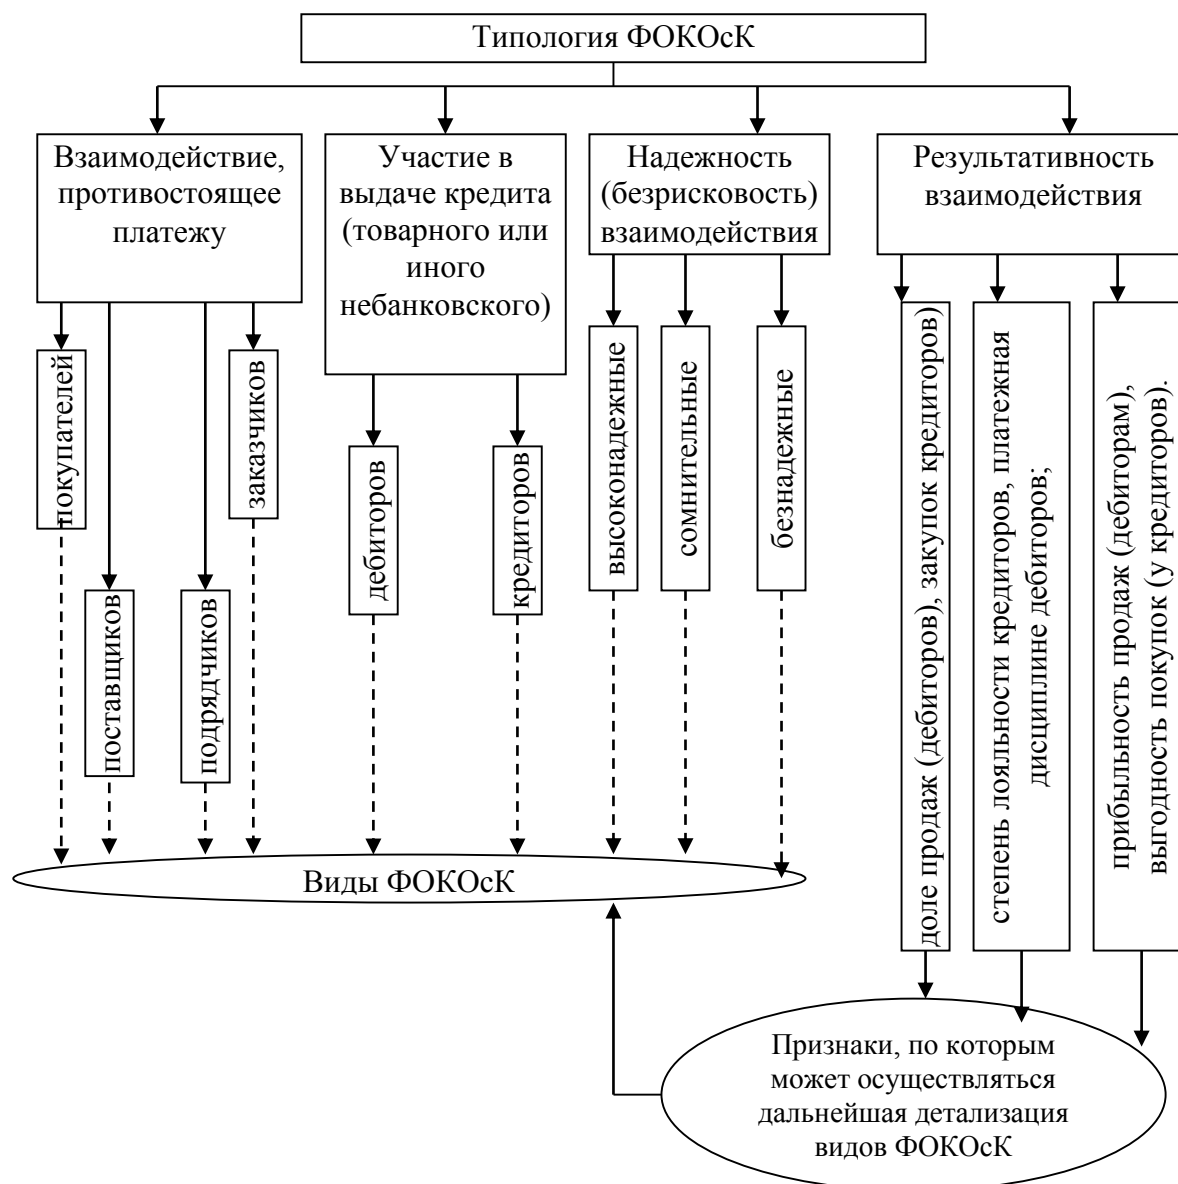 Типология ФОКОсК
Взаимодействие,
противостоящее
платежу
Участие в
выдаче кредита
(товарного или
иного
небанковского)
Надежность
(безрисковость)
взаимодействия
Результативность
взаимодействия
покупателей
поставщиков
подрядчиков
заказчиков
дебиторов
кредиторов
высоконадежные
сомнительные
безнадежные
доле продаж (дебиторов), закупок кредиторов)
степень лояльности кредиторов, платежная
дисциплине дебиторов;
прибыльность продаж (дебиторам),
выгодность покупок (у кредиторов).
Виды ФОКОсК
Признаки, по которым
может осуществляться
дальнейшая детализация
видов ФОКОсК